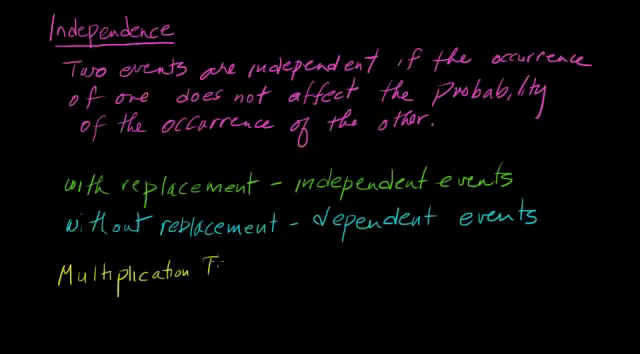 Independence
Two events are independent if the occurrence
of one does not affect the probability
of the occurrence of the other.
with replacement - independent events
without replacement - dependent events
Multiplication